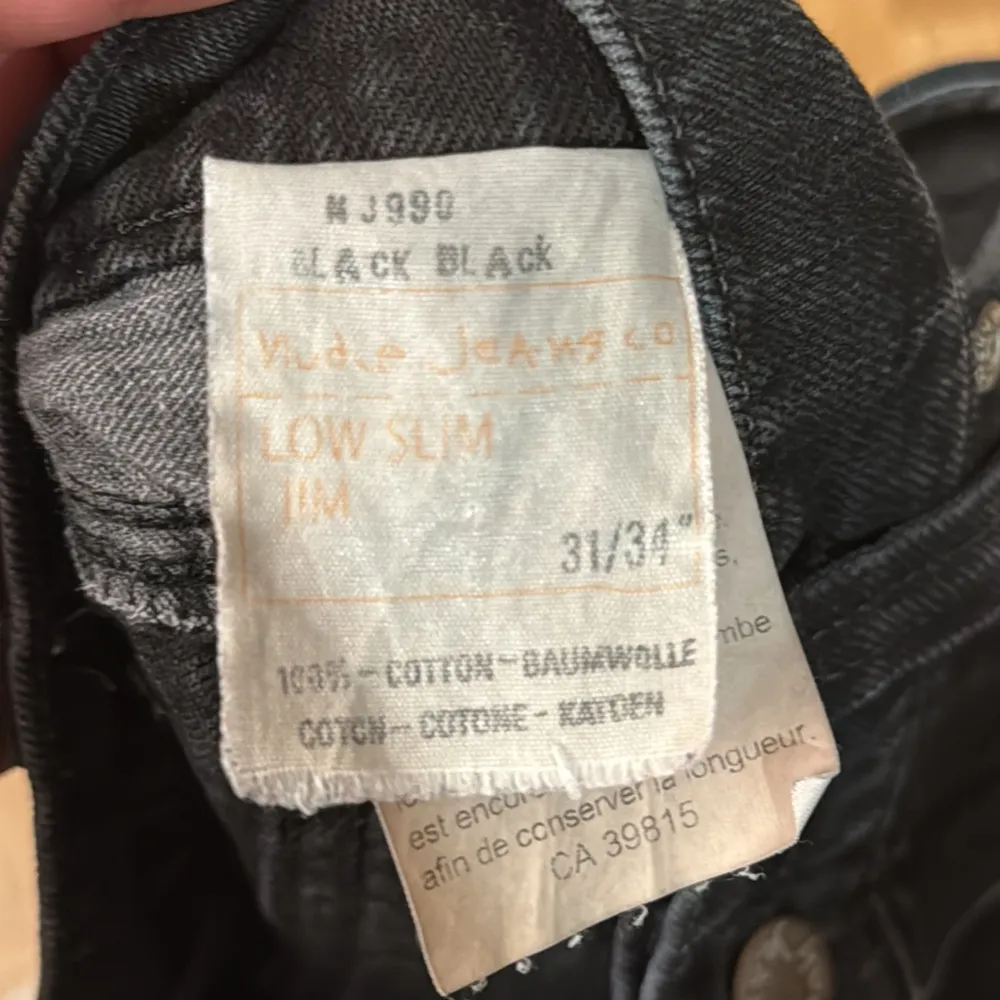 NJ990
BLACK BLACK
Nudie Jeans co
LOW SLIM
JIM
31/34"
100%-COTTON-BAUMWOLLE
COTON-COTONE-KATOEN
s.
mbe
est encore
afin de conserver la longueur.
CA 39815